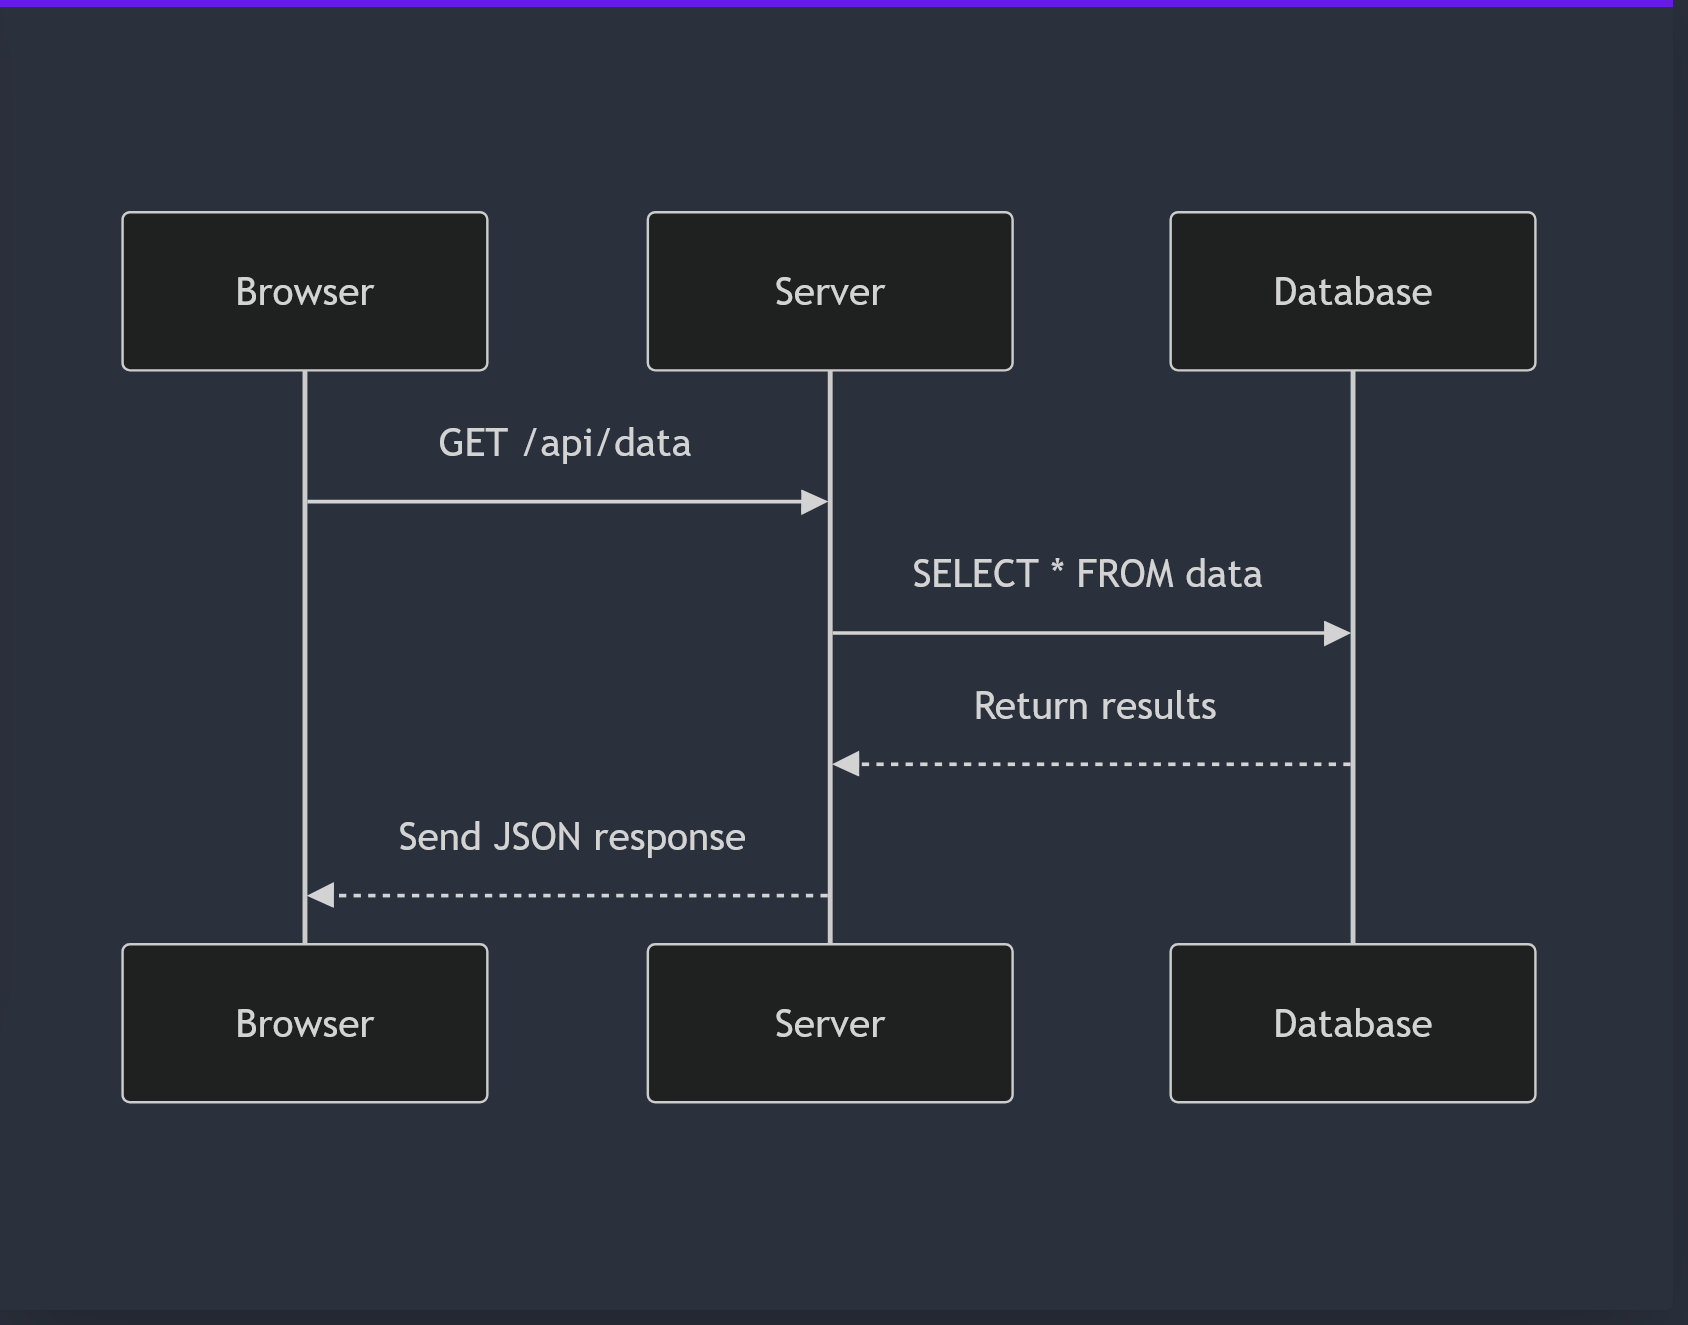 Browser
Server
Database
GET /api/data
SELECT * FROM data
Return results
Send JSON response
Browser
Server
Database